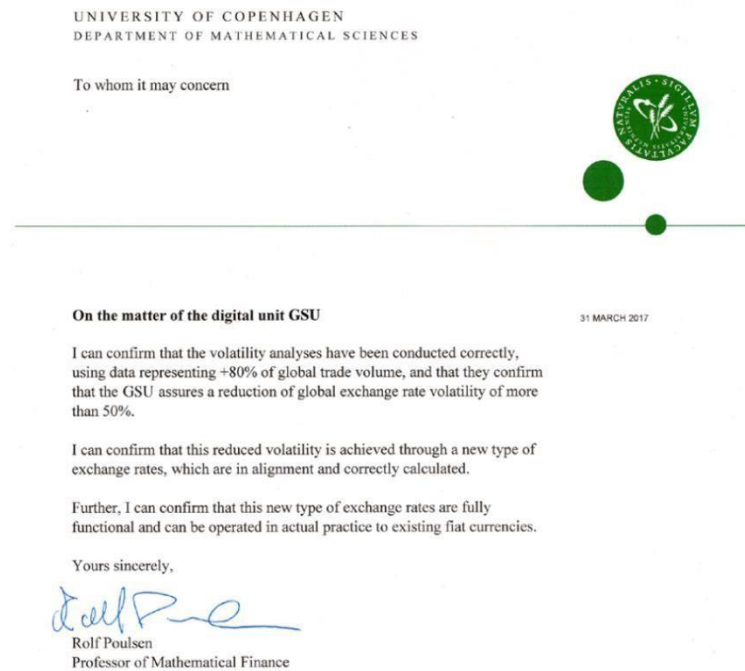 UNIVERSITY OF COPENHAGEN
DEPARTMENT OF MATHEMATICAL SCIENCES
To whom it may concern
SIGILLVM FACVLTATIS NATVRALIS
On the matter of the digital unit GSU
31 MARCH 2017
I can confirm that the volatility analyses have been conducted correctly,
using data representing +80% of global trade volume, and that they confirm
that the GSU assures a reduction of global exchange rate volatility of more
than 50%.
I can confirm that this reduced volatility is achieved through a new type of
exchange rates, which are in alignment and correctly calculated.
Further, I can confirm that this new type of exchange rates are fully
functional and can be operated in actual practice to existing fiat currencies.
Yours sincerely,
Rolf Poulsen
Professor of Mathematical Finance